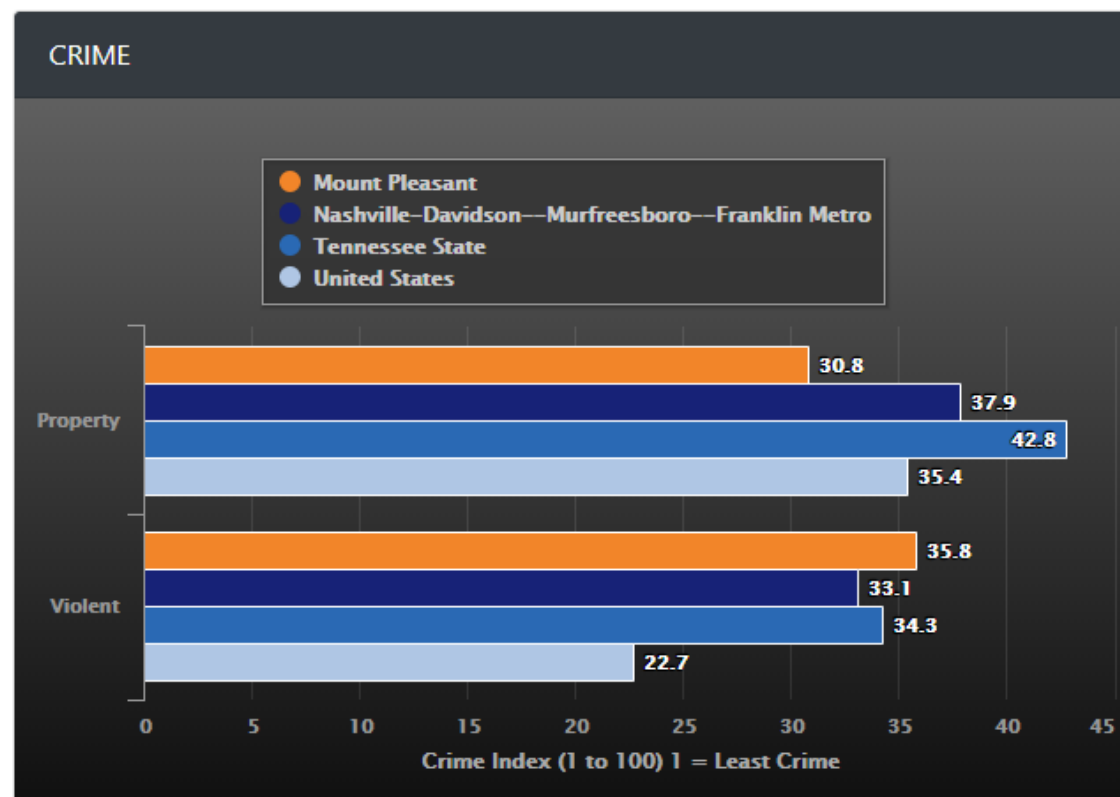 CRIME
Mount Pleasant
Nashville-Davidson--Murfreesboro--Franklin Metro
Tennessee State
United States
Property
30.8
37.9
42.8
35.4
Violent
35.8
33.1
34.3
22.7
0 5 10 15 20 25 30 35 40 45
Crime Index (1 to 100) 1 = Least Crime